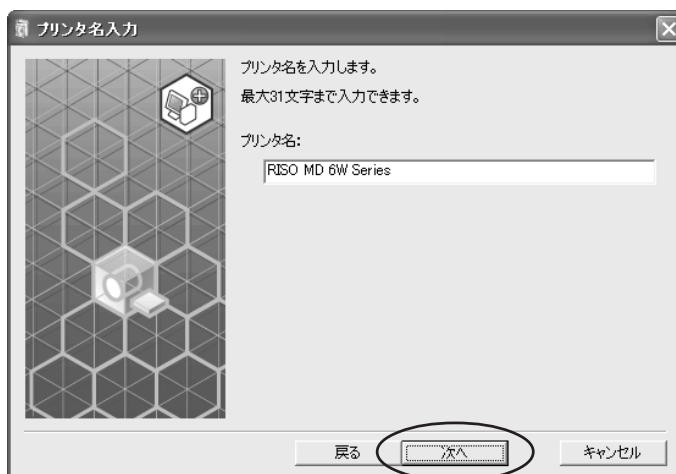 プリンタ名入力
プリンタ名を入力します。
最大31文字まで入力できます。
プリンタ名:
RISO MD 6W Series
戻る
次へ
キャンセル